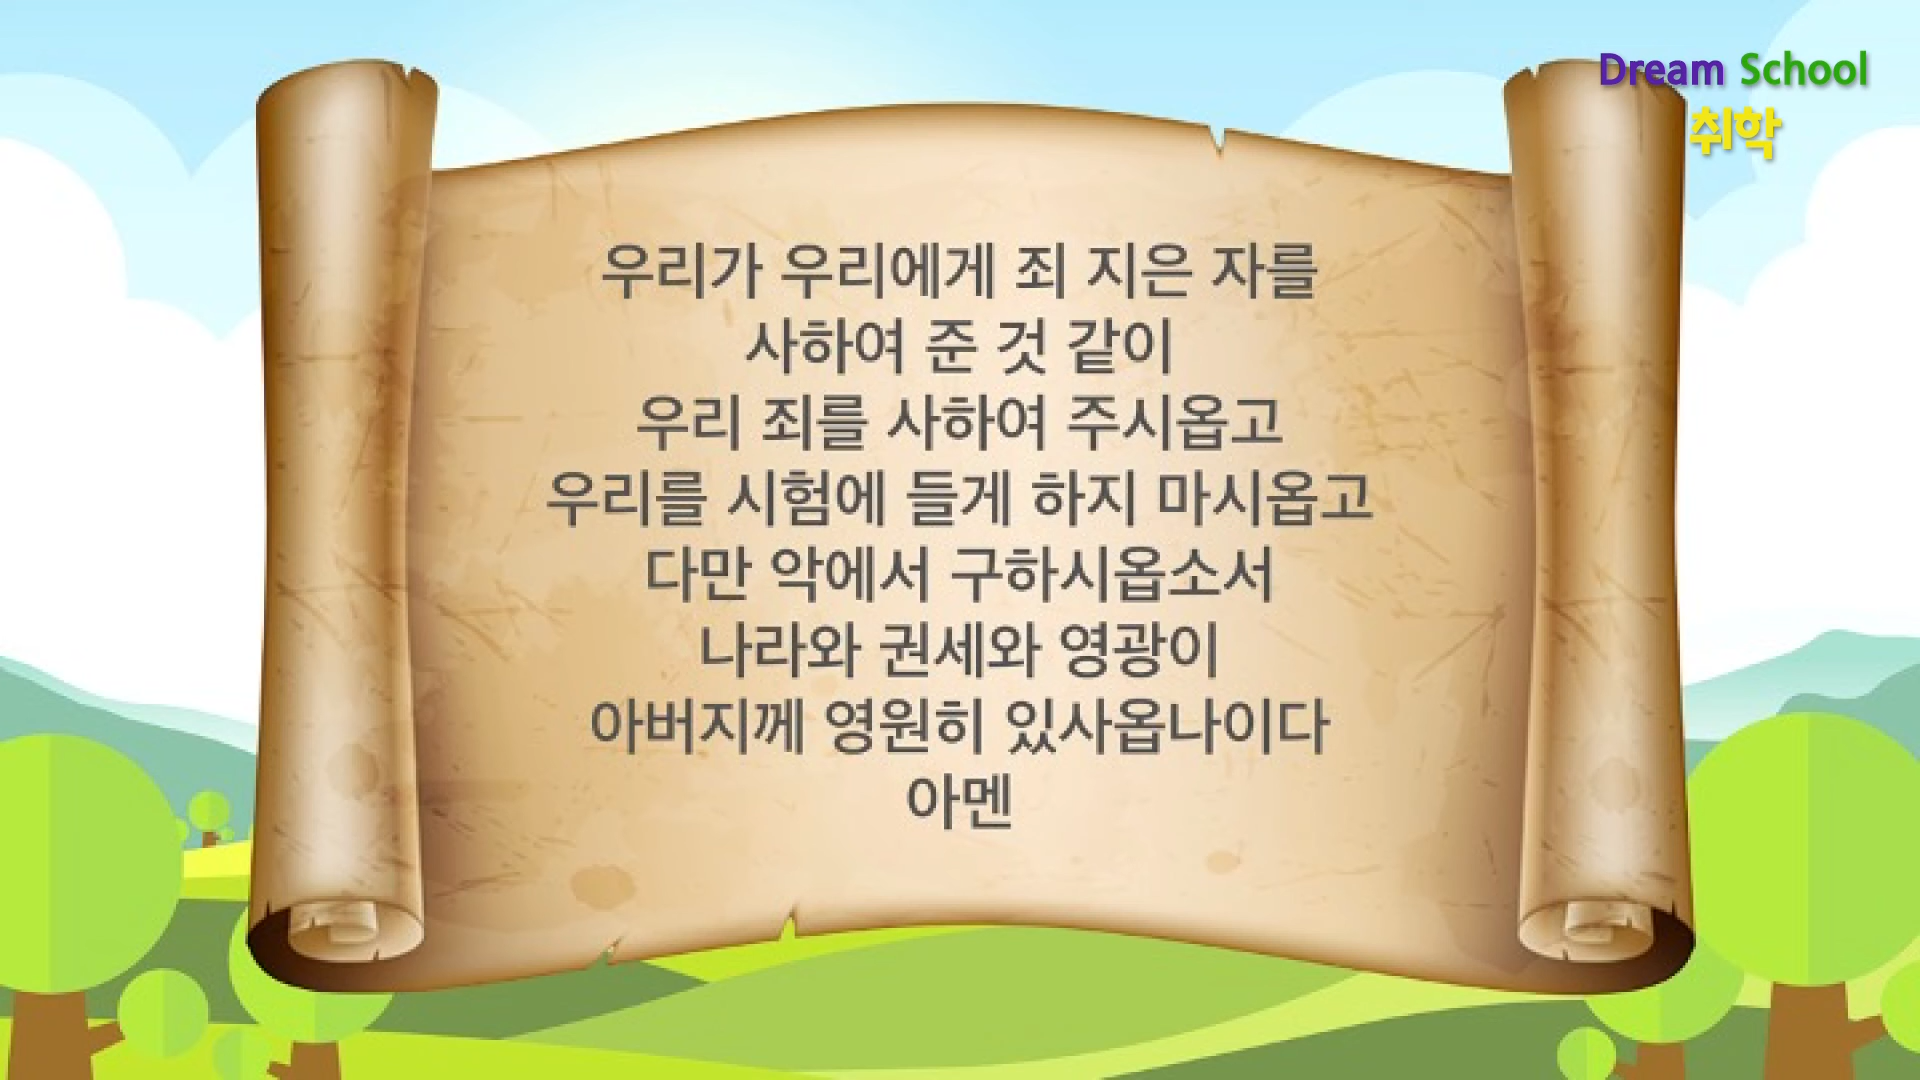 Dream School
취학
우리가 우리에게 죄 지은 자를
사하여 준 것 같이
우리 죄를 사하여 주시옵고
우리를 시험에 들게 하지 마시옵고
다만 악에서 구하시옵소서
나라와 권세와 영광이
아버지께 영원히 있사옵나이다
아멘